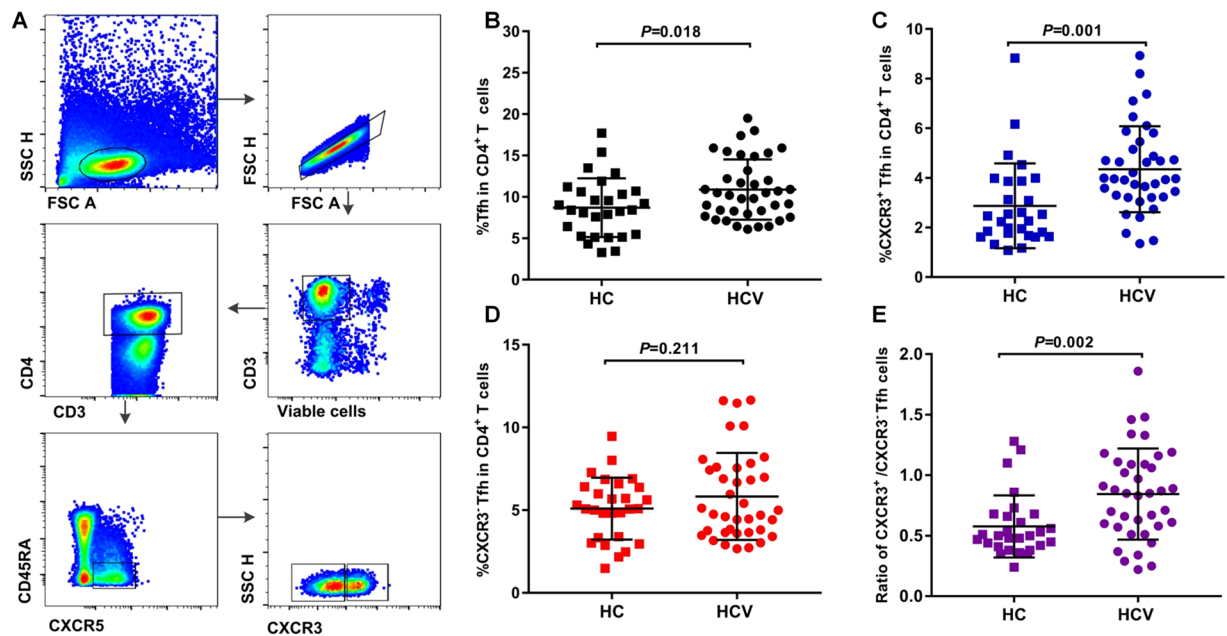 A
SSC H
FSC A
FSC H
FSC A
CD4
CD3
CD3
Viable cells
CD45RA
CXCR5
SSC H
CXCR3
B
P=0.018
%Tfh in CD4⁺ T cells
30
25
20
15
10
5
0
HC
HCV
C
P=0.001
%CXCR3⁺ Tfh in CD4⁺ T cells
10
8
6
4
2
0
HC
HCV
D
P=0.211
%CXCR3⁻ Tfh in CD4⁺ T cells
15
10
5
0
HC
HCV
E
P=0.002
Ratio of CXCR3⁺/CXCR3⁻ Tfh cells
2.0
1.5
1.0
0.5
0.0
HC
HCV